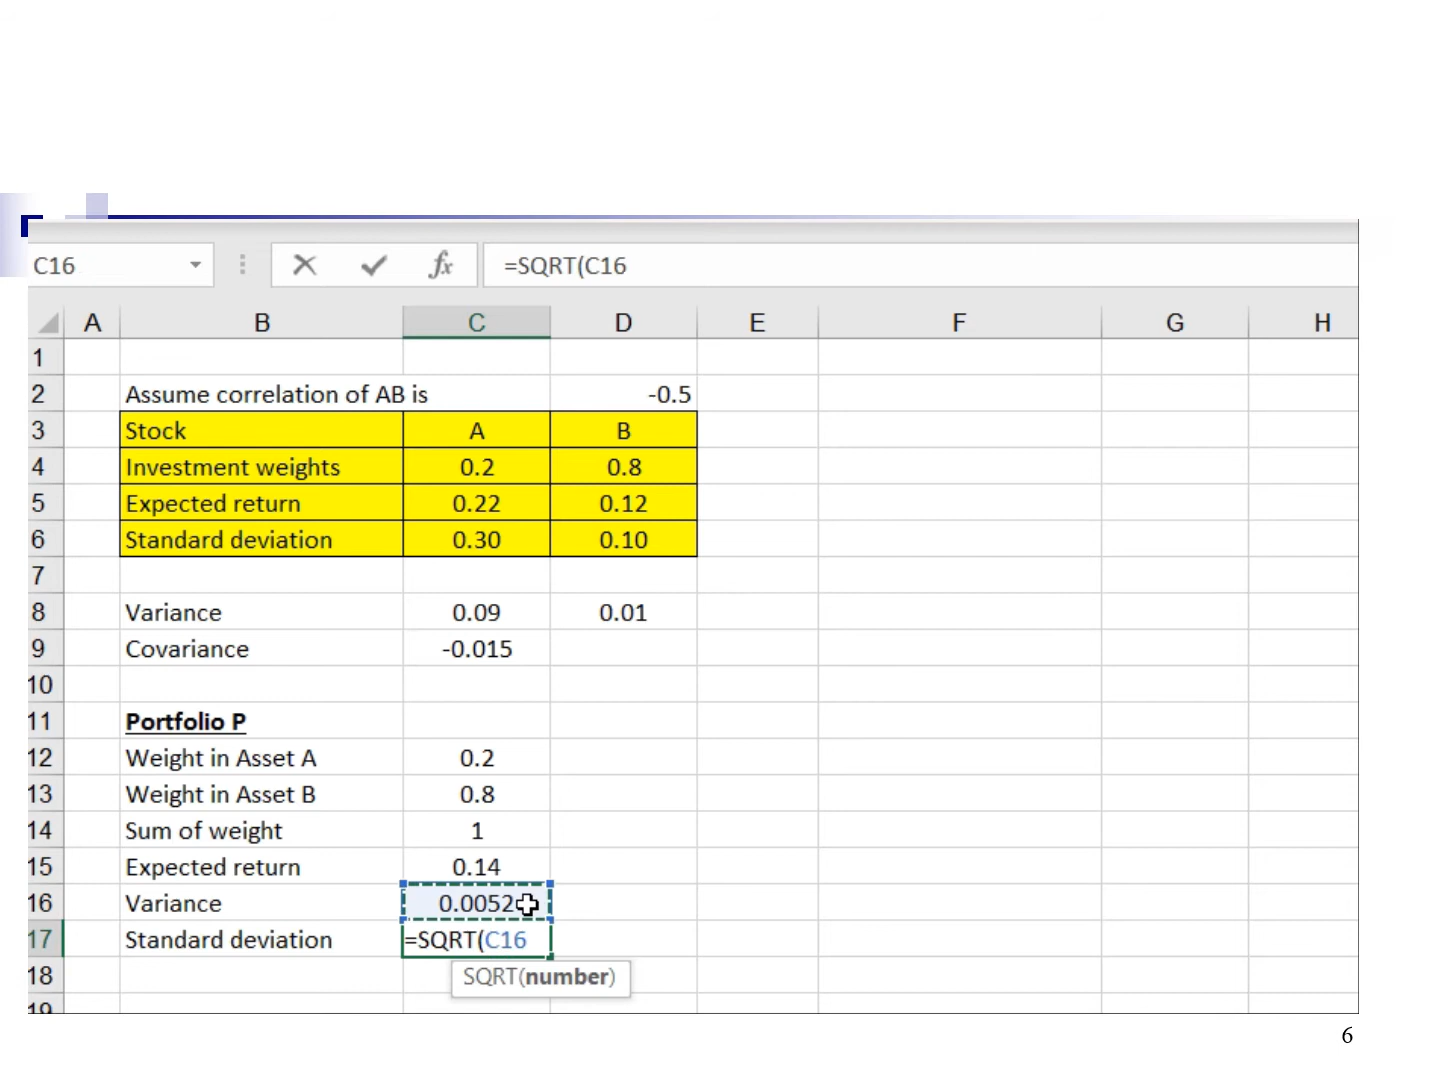 C16 fx =SQRT(C16
A B C D E F G H
1
2 Assume correlation of AB is -0.5
3 Stock A B
4 Investment weights 0.2 0.8
5 Expected return 0.22 0.12
6 Standard deviation 0.30 0.10
7
8 Variance 0.09 0.01
9 Covariance -0.015
10
11 Portfolio P
12 Weight in Asset A 0.2
13 Weight in Asset B 0.8
14 Sum of weight 1
15 Expected return 0.14
16 Variance 0.0052
17 Standard deviation =SQRT(C16
18 SQRT(number)
19
6